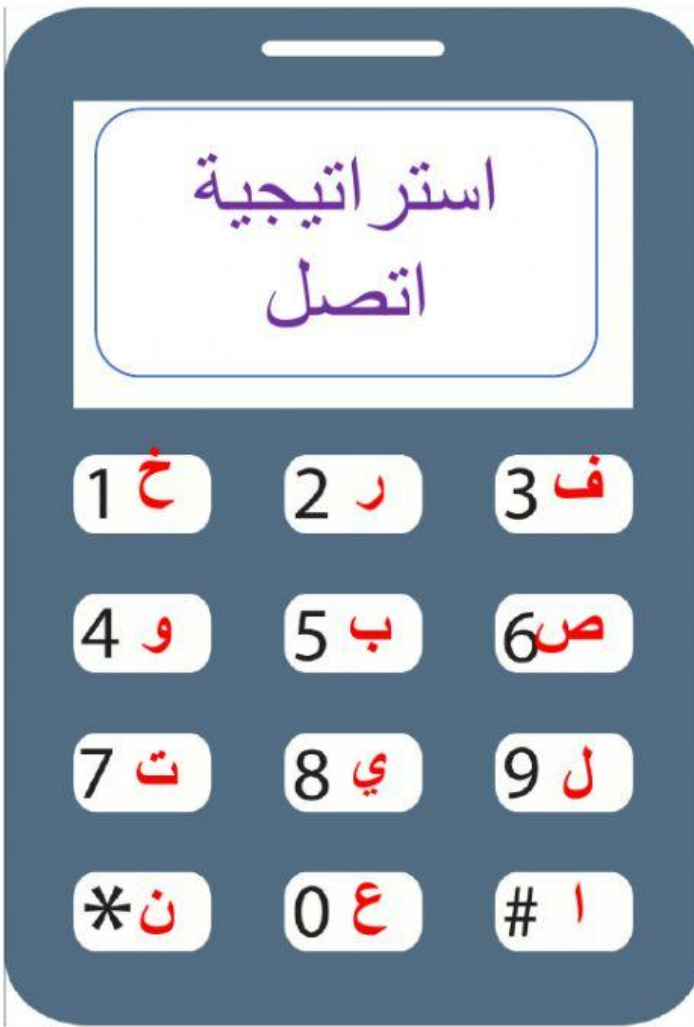 استراتيجية
اتصل
1 خ 2 ر 3 ف
4 و 5 ب 6 ص
7 ت 8 ي 9 ل
* ن 0 ع # ا